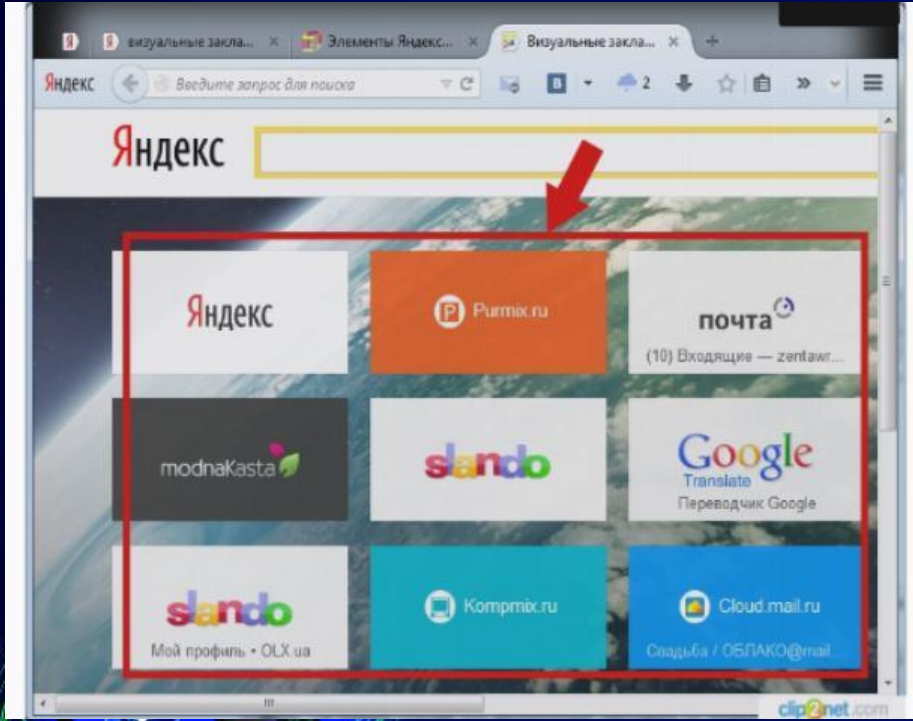 визуальные закла...
Элементы Яндекс...
Визуальные закла...
Яндекс
Введите запрос для поиска
2
Яндекс
Яндекс
Purmix.ru
почта
(10) Входящие — zentawr...
modnaKasta
slando
Google
Translate
Переводчик Google
slando
Мой профиль • OLX.ua
Kompmix.ru
Cloud.mail.ru
Свадьба / ОБЛАКО@mail...
clip2net.com